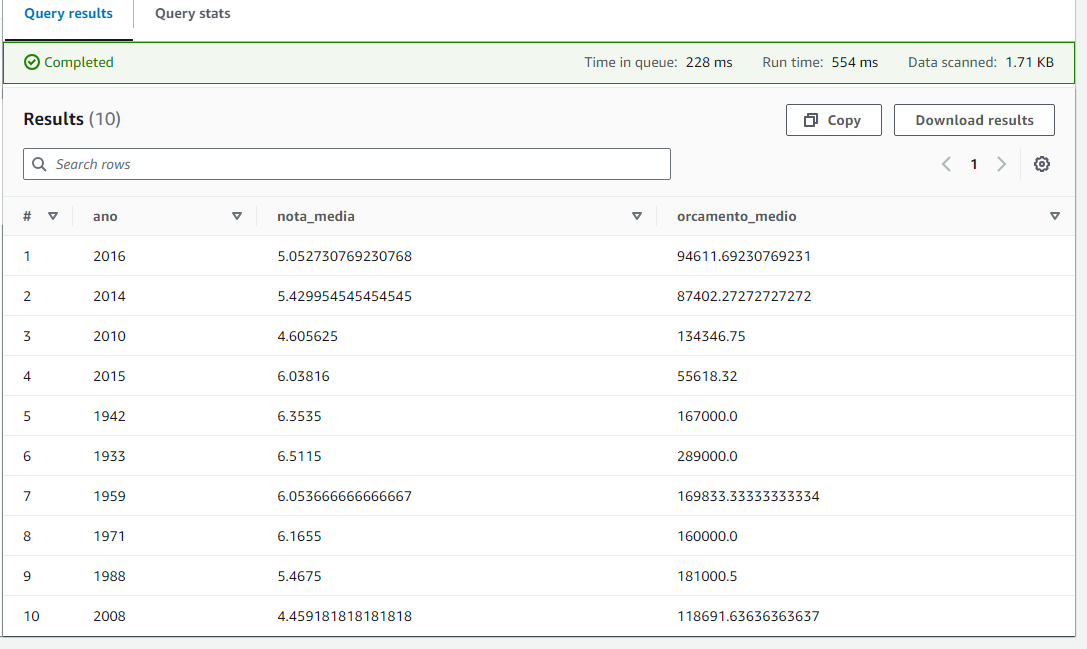 Query results Query stats
Completed Time in queue: 228 ms Run time: 554 ms Data scanned: 1.71 KB
Results (10) Copy Download results
Search rows 1
# ano nota_media orcamento_medio
1 2016 5.052730769230768 94611.69230769231
2 2014 5.429954545454545 87402.27272727272
3 2010 4.605625 134346.75
4 2015 6.03816 55618.32
5 1942 6.3535 167000.0
6 1933 6.5115 289000.0
7 1959 6.053666666666667 169833.33333333334
8 1971 6.1655 160000.0
9 1988 5.4675 181000.5
10 2008 4.459181818181818 118691.63636363637